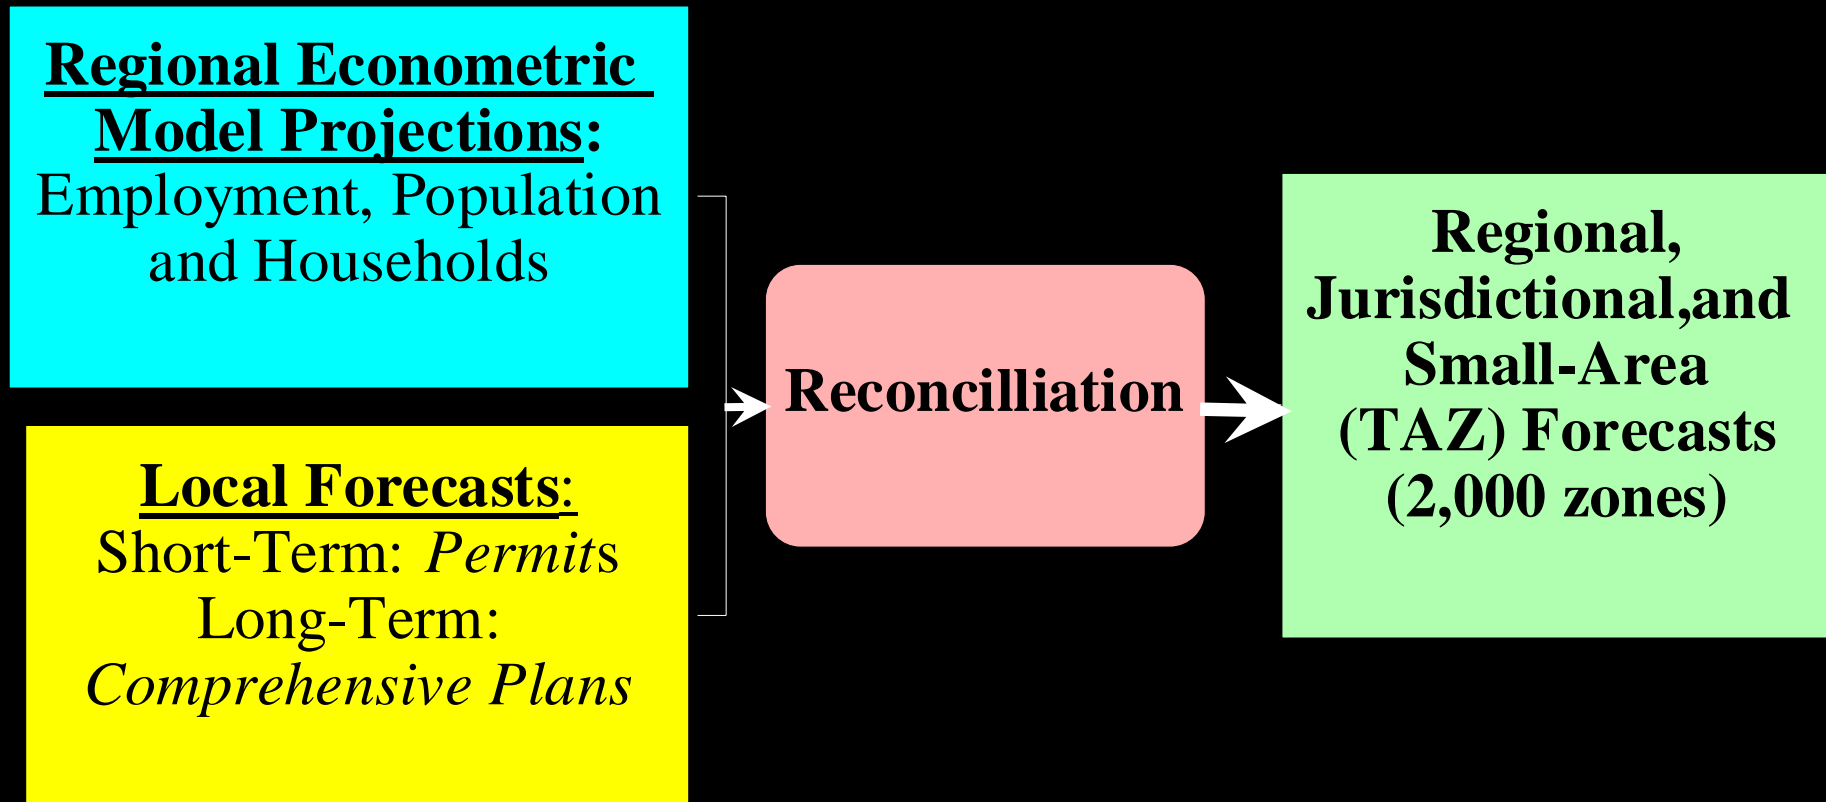 Regional Econometric
Model Projections:
Employment, Population
and Households
Local Forecasts:
Short-Term: Permits
Long-Term:
Comprehensive Plans
Reconcilliation
Regional,
Jurisdictional,and
Small-Area
(TAZ) Forecasts
(2,000 zones)